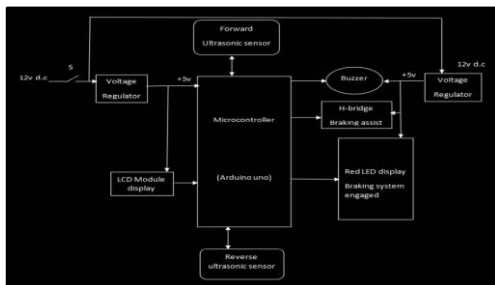 Forward
Ultrasonic sensor
12v d.c
S
12v d.c
Voltage
Regulator
+5v
Buzzer
+5v
Voltage
Regulator
Microcontroller
H-bridge
Braking assist
LCD Module
display
(Arduino uno)
Red LED display
Braking system
engaged
Reverse
ultrasonic sensor